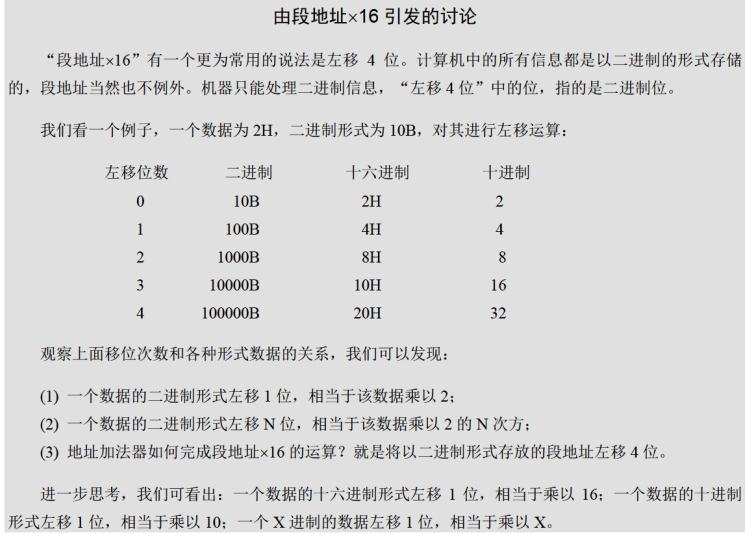 由段地址×16 引发的讨论
“段地址×16”有一个更为常用的说法是左移 4 位。计算机中的所有信息都是以二进制的形式存储
的，段地址当然也不例外。机器只能处理二进制信息，“左移 4 位”中的位，指的是二进制位。
我们看一个例子，一个数据为 2H，二进制形式为 10B，对其进行左移运算：
左移位数 二进制 十六进制 十进制
0 10B 2H 2
1 100B 4H 4
2 1000B 8H 8
3 10000B 10H 16
4 100000B 20H 32
观察上面移位次数和各种形式数据的关系，我们可以发现：
(1) 一个数据的二进制形式左移 1 位，相当于该数据乘以 2；
(2) 一个数据的二进制形式左移 N 位，相当于该数据乘以 2 的 N 次方；
(3) 地址加法器如何完成段地址×16 的运算？就是将以二进制形式存放的段地址左移 4 位。
进一步思考，我们可看出：一个数据的十六进制形式左移 1 位，相当于乘以 16；一个数据的十进制
形式左移 1 位，相当于乘以 10；一个 X 进制的数据左移 1 位，相当于乘以 X。